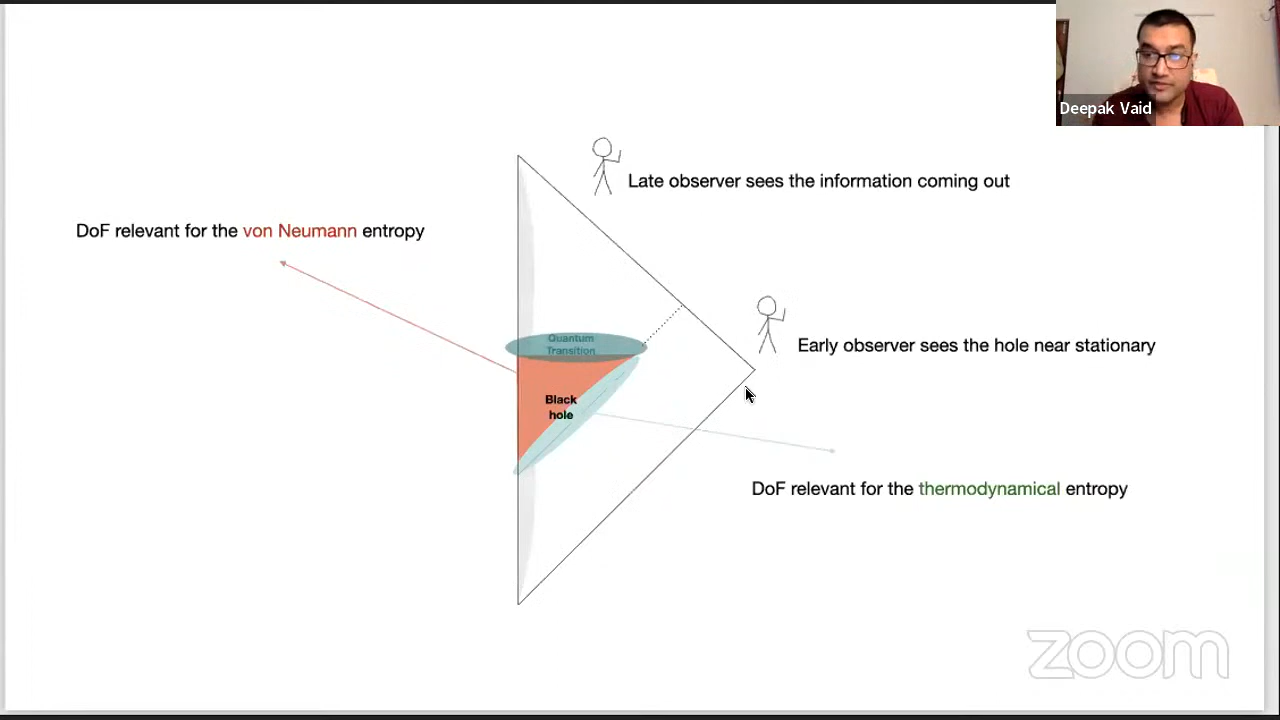 Deepak Vaid
Late observer sees the information coming out
DoF relevant for the von Neumann entropy
Early observer sees the hole near stationary
Quantum
Transition
Black
hole
DoF relevant for the thermodynamical entropy
zoom